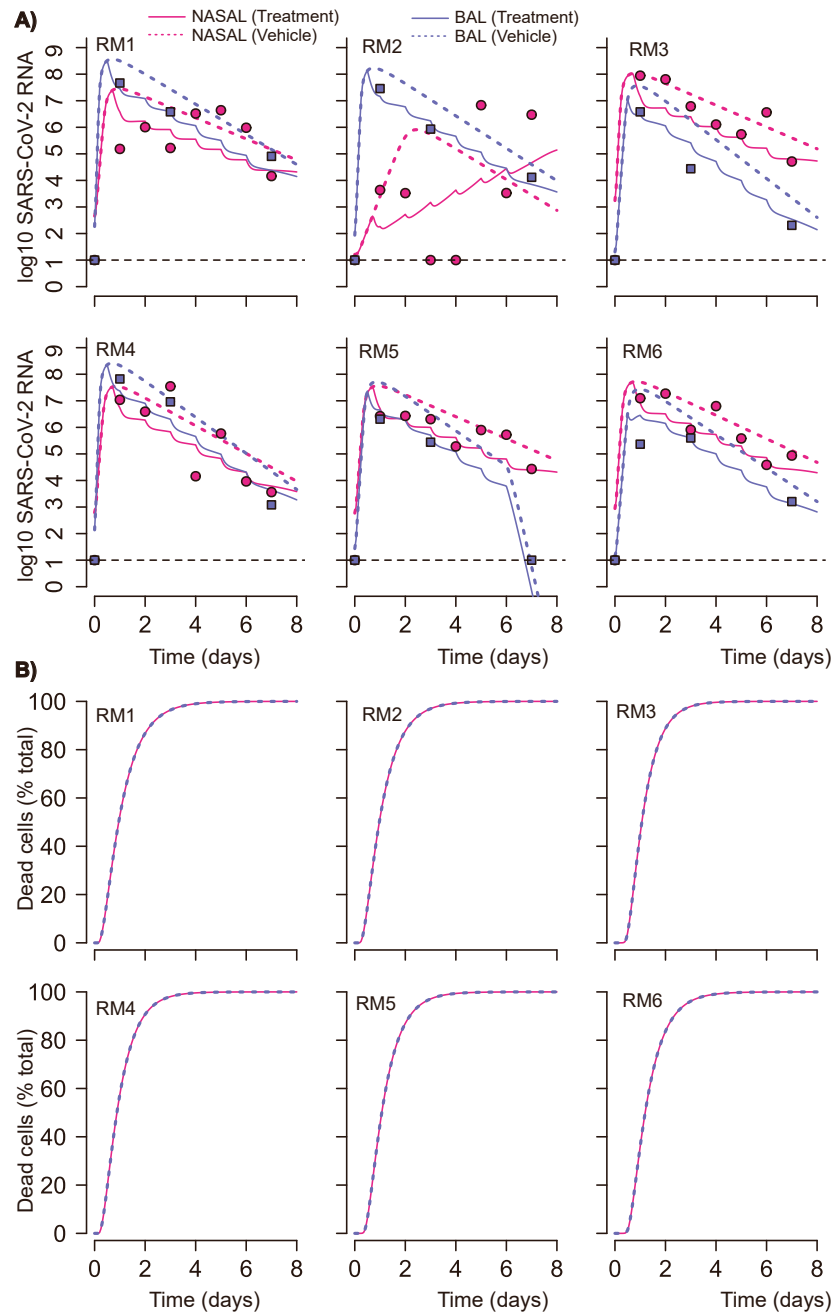 A)
NASAL (Treatment) BAL (Treatment)
NASAL (Vehicle) BAL (Vehicle)
RM1 RM2 RM3
log10 SARS-CoV-2 RNA
9
8
7
6
5
4
3
2
1
0
RM4 RM5 RM6
log10 SARS-CoV-2 RNA
9
8
7
6
5
4
3
2
1
0
0 2 4 6 8 0 2 4 6 8 0 2 4 6 8
Time (days) Time (days) Time (days)
B)
RM1 RM2 RM3
Dead cells (% total)
100
80
60
40
20
0
RM4 RM5 RM6
Dead cells (% total)
100
80
60
40
20
0
0 2 4 6 8 0 2 4 6 8 0 2 4 6 8
Time (days) Time (days) Time (days)